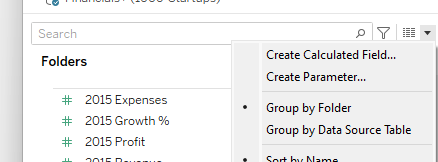 Financials+ (1000 Startups)
Search
Create Calculated Field...
Folders
Create Parameter...
2015 Expenses
Group by Folder
2015 Growth %
Group by Data Source Table
2015 Profit
2015 Revenue
Sort by Name